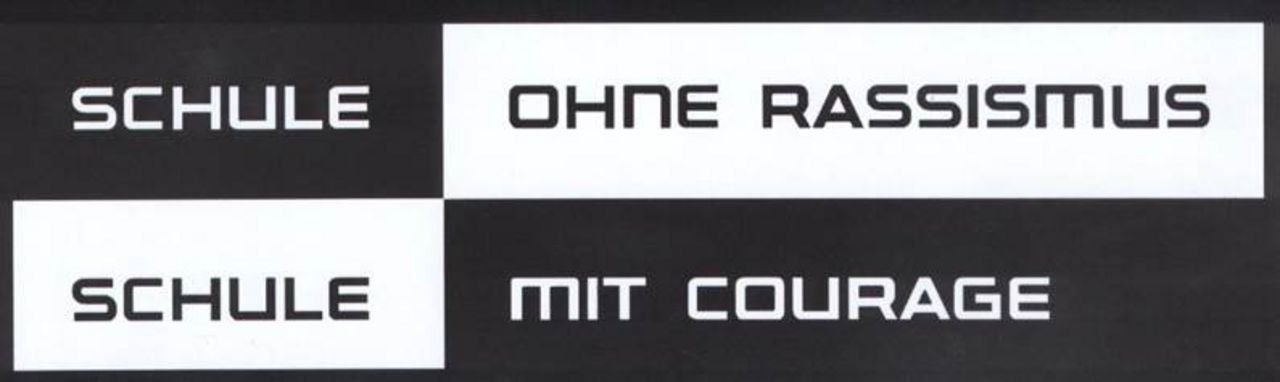 SCHULE OHNE RASSISMUS
SCHULE MIT COURAGE